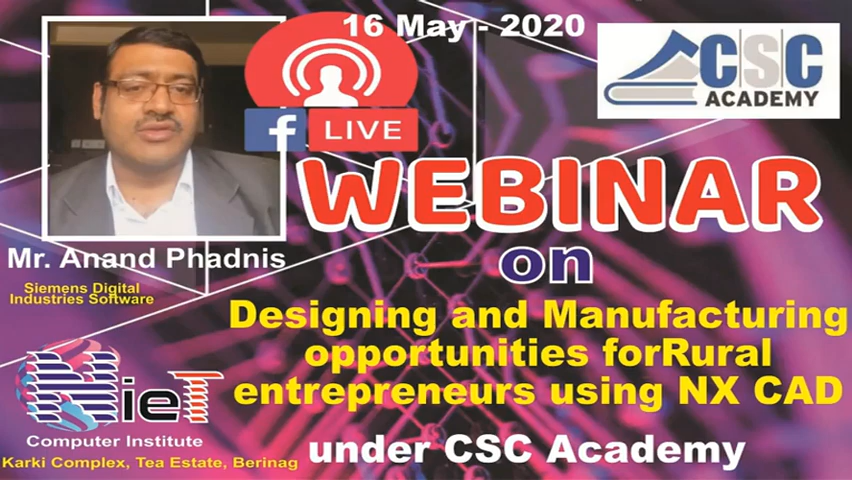 16 May - 2020
CSC
ACADEMY
f LIVE
WEBINAR
on
Mr. Anand Phadnis
Siemens Digital
Industries Software
Designing and Manufacturing
opportunities forRural
entrepreneurs using NX CAD
under CSC Academy
NieT
Computer Institute
Karki Complex, Tea Estate, Berinag